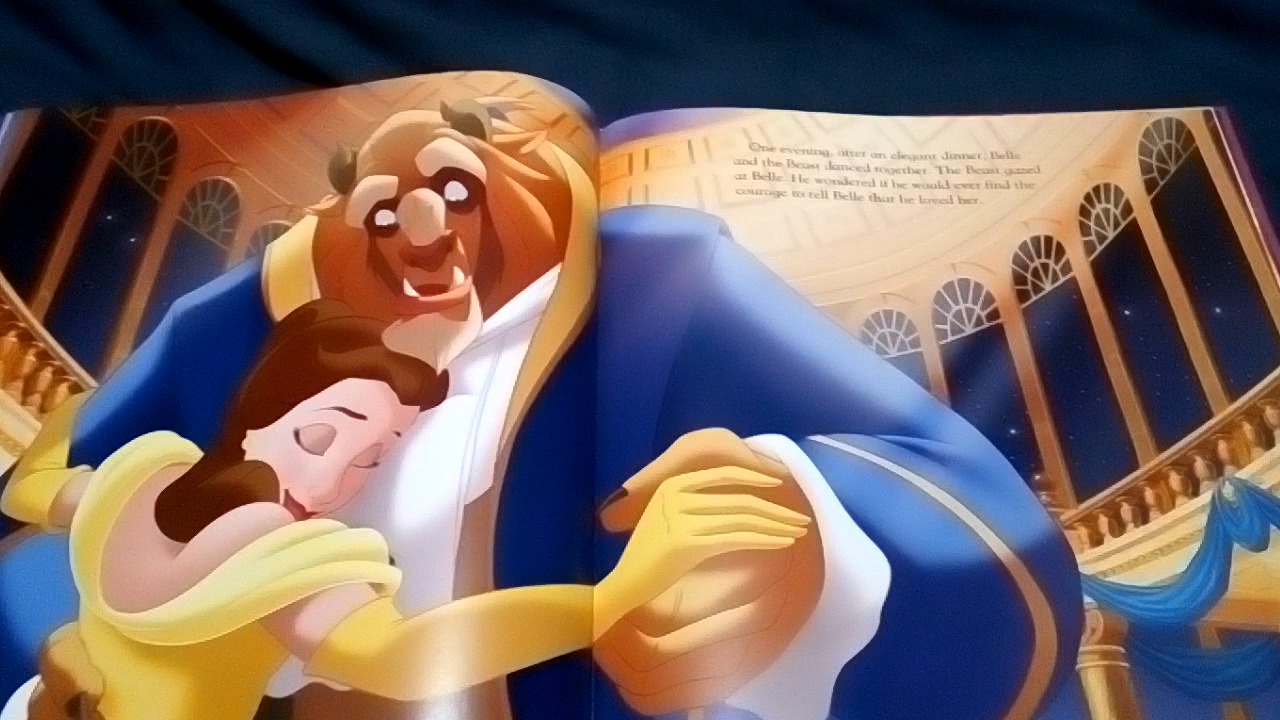 One evening, after an elegant dinner, Belle
and the Beast danced together. The Beast gazed
at Belle. He wondered if he would ever find the
courage to tell Belle that he loved her.